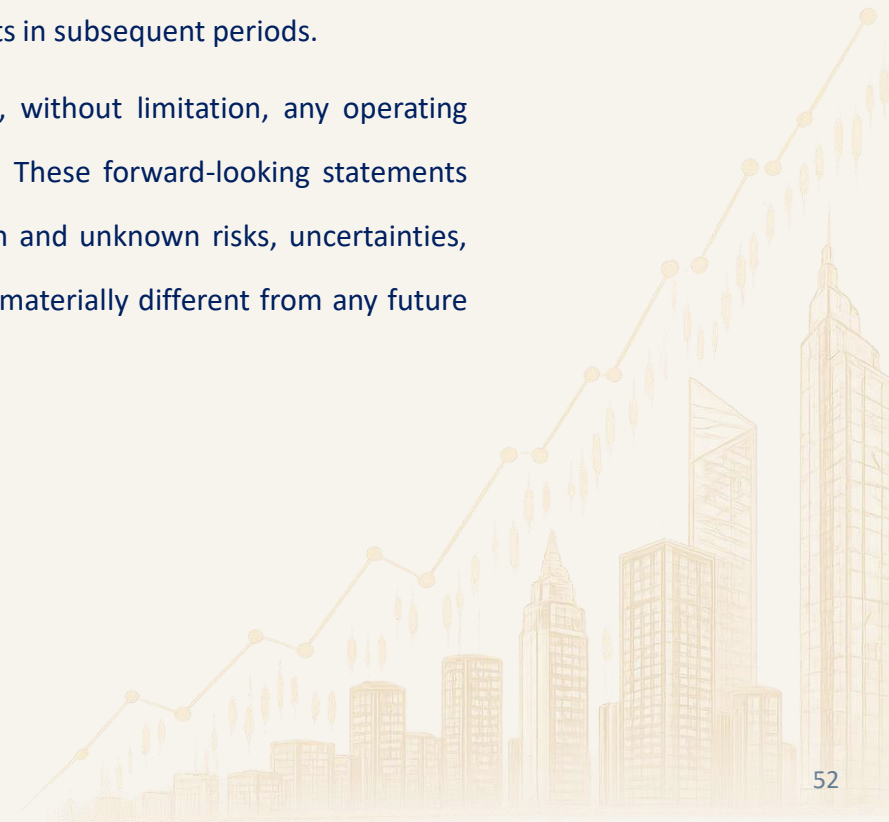 ts in subsequent periods.
, without limitation, any operating
These forward-looking statements
n and unknown risks, uncertainties,
materially different from any future
52